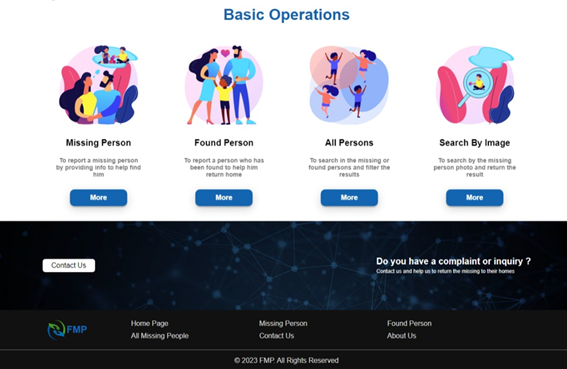 Basic Operations
Missing Person
To report a missing person
by providing info to help find
him
More
Found Person
To report a person who has
been found to help him
return home
More
All Persons
To search in the missing or
found persons and filter the
results
More
Search By Image
To search by the missing
person photo and return the
result
More
Contact Us
Do you have a complaint or inquiry ?
Contact us and help us to return the missing to their homes
FMP
Home Page
All Missing People
Missing Person
Contact Us
Found Person
About Us
© 2023 FMP. All Rights Reserved